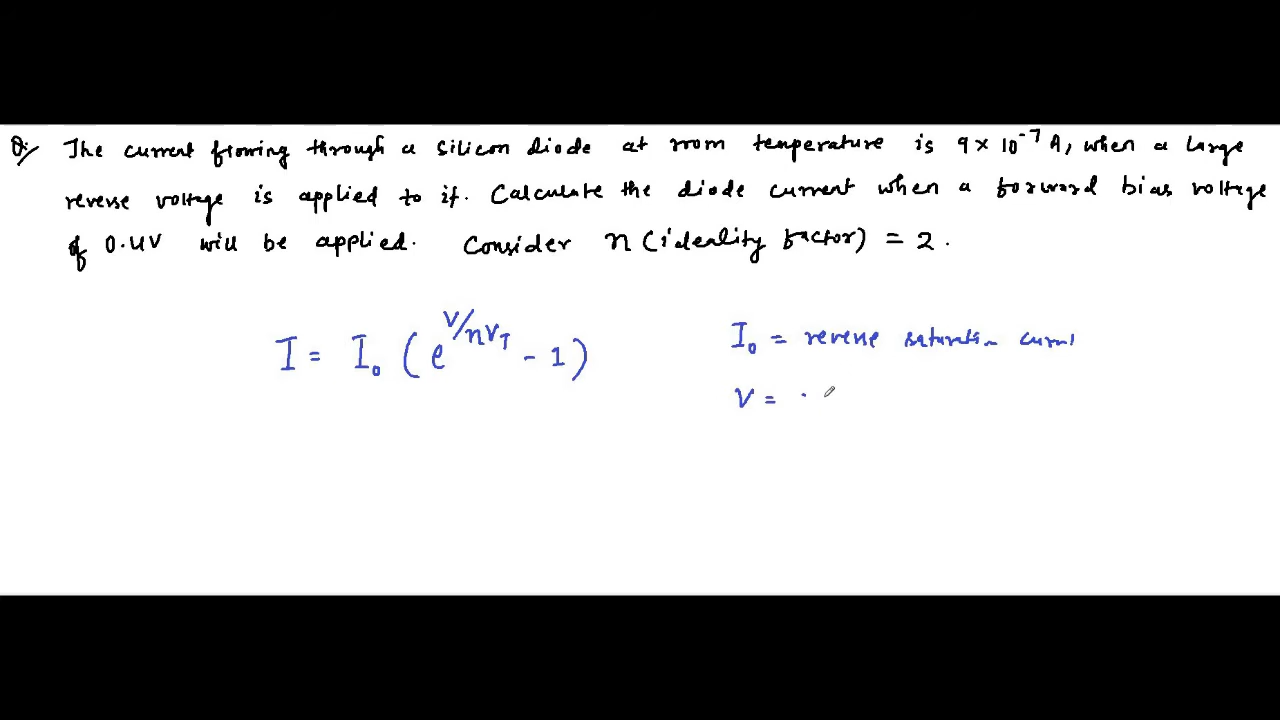 Q. The current flowing through a silicon diode at room temperature is 9 × 10⁻⁷ A, when a large
reverse voltage is applied to it. Calculate the diode current when a forward bias voltage
of 0.4V will be applied. Consider n (ideality factor) = 2.
I = I₀ (e^{V/nV_T} - 1)
I₀ = reverse saturation current
V = .